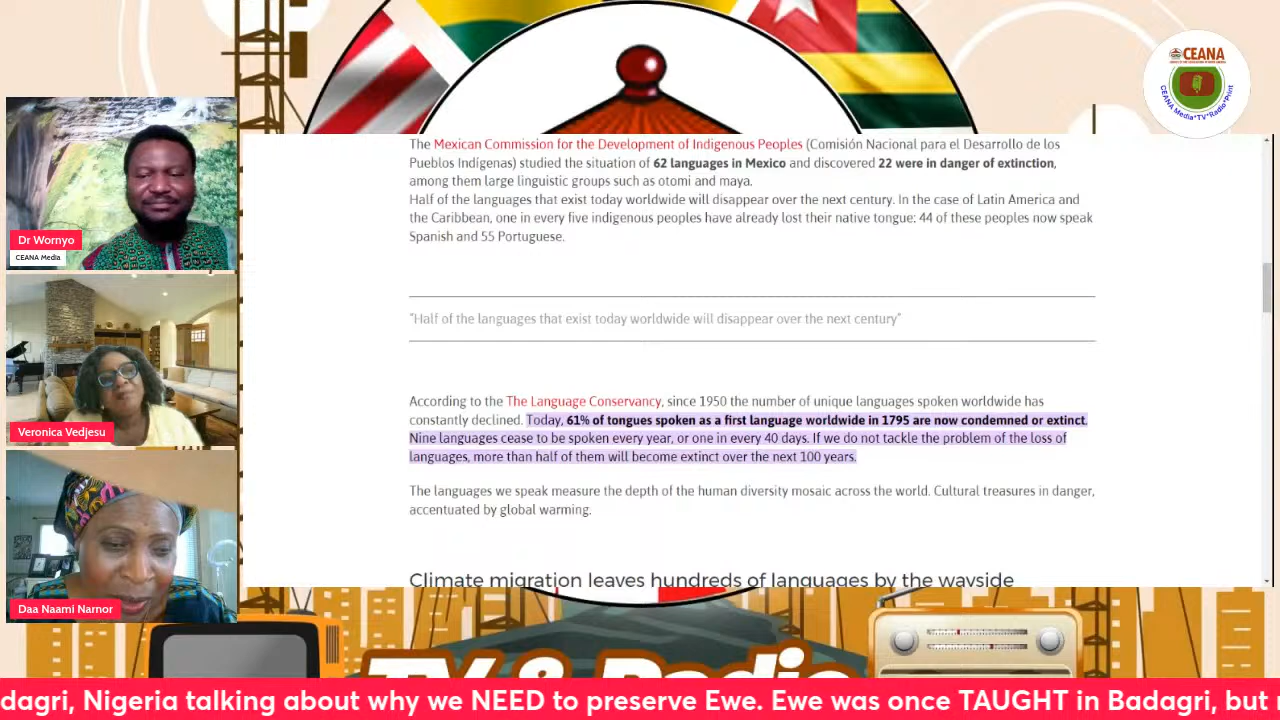 CEANA
CEANA Media*TV*Radio*Print
The Mexican Commission for the Development of Indigenous Peoples (Comisión Nacional para el Desarrollo de los
Pueblos Indígenas) studied the situation of 62 languages in Mexico and discovered 22 were in danger of extinction,
among them large linguistic groups such as otomi and maya.
Half of the languages that exist today worldwide will disappear over the next century. In the case of Latin America and
the Caribbean, one in every five indigenous peoples have already lost their native tongue: 44 of these peoples now speak
Spanish and 55 Portuguese.
"Half of the languages that exist today worldwide will disappear over the next century"
According to the The Language Conservancy, since 1950 the number of unique languages spoken worldwide has
constantly declined. Today, 61% of tongues spoken as a first language worldwide in 1795 are now condemned or extinct.
Nine languages cease to be spoken every year, or one in every 40 days. If we do not tackle the problem of the loss of
languages, more than half of them will become extinct over the next 100 years.
The languages we speak measure the depth of the human diversity mosaic across the world. Cultural treasures in danger,
accentuated by global warming.
Climate migration leaves hundreds of languages by the wayside
Dr Wornyo
CEANA Media
Veronica Vedjesu
Daa Naami Narnor
TV & Radio
dagri, Nigeria talking about why we NEED to preserve Ewe. Ewe was once TAUGHT in Badagri, but